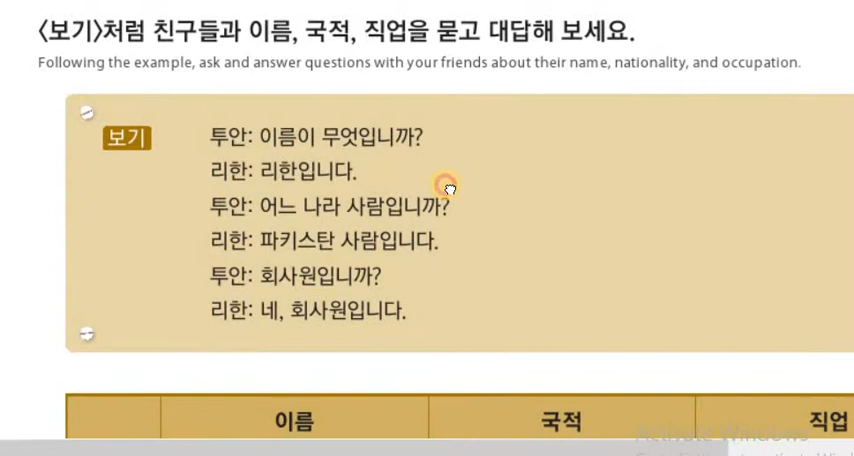 〈보기〉처럼 친구들과 이름, 국적, 직업을 묻고 대답해 보세요.
Following the example, ask and answer questions with your friends about their name, nationality, and occupation.
보기
투안: 이름이 무엇입니까?
리한: 리한입니다.
투안: 어느 나라 사람입니까?
리한: 파키스탄 사람입니다.
투안: 회사원입니까?
리한: 네, 회사원입니다.
이름 국적 직업
Activate Windows